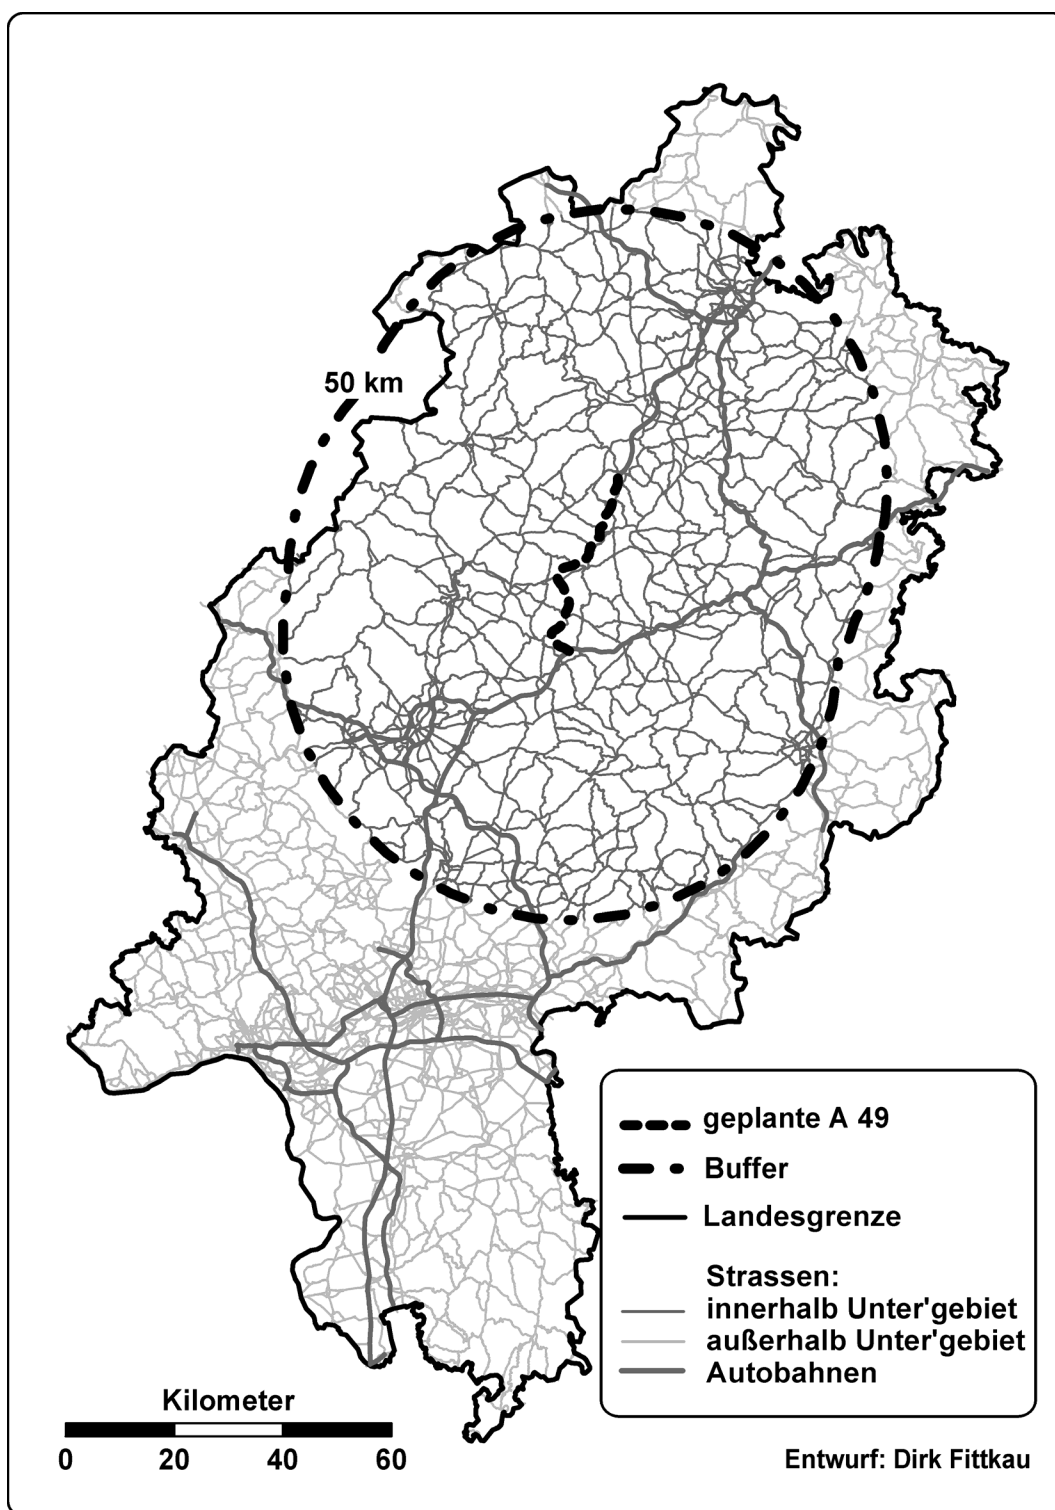 50 km
geplante A 49
Buffer
Landesgrenze
Strassen:
innerhalb Unter'gebiet
außerhalb Unter'gebiet
Autobahnen
Kilometer
0 20 40 60
Entwurf: Dirk Fittkau